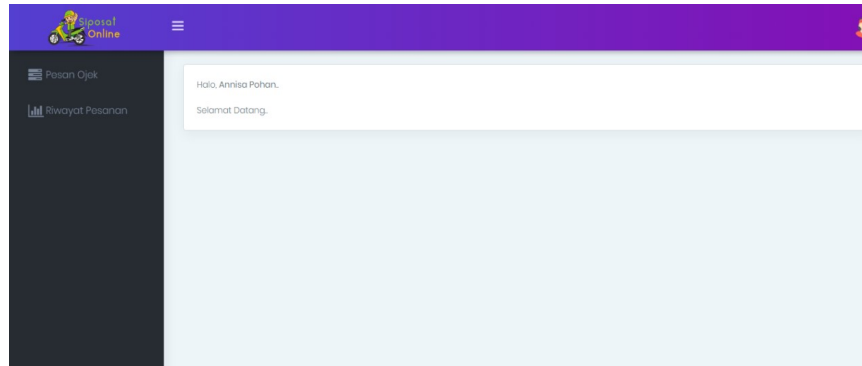 Siposat
Online
Pesan Ojek
Riwayat Pesanan
Halo, Annisa Pohan..
Selamat Datang..